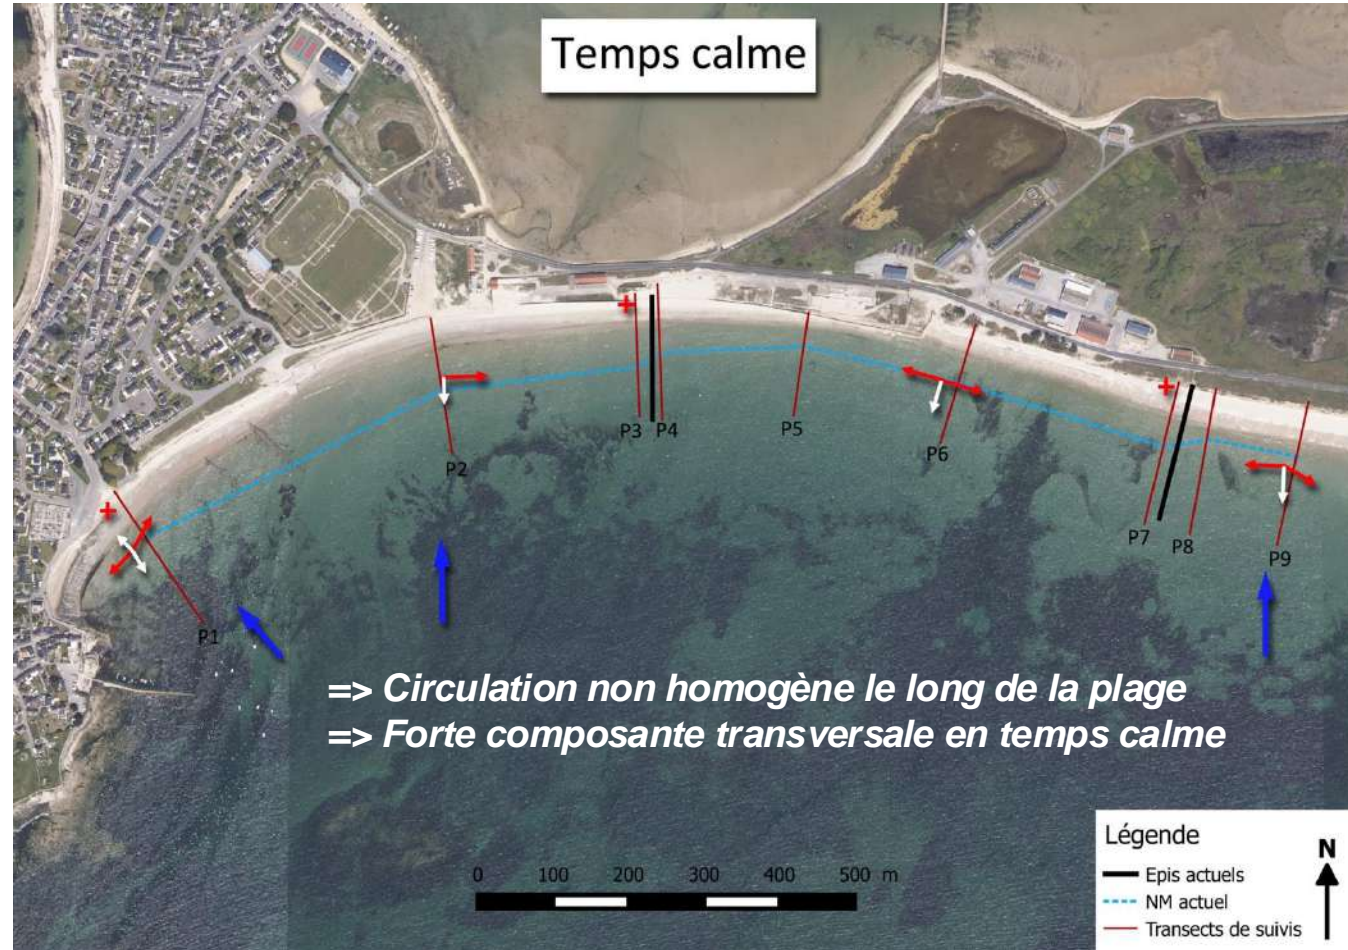 Temps calme
P1
P2
P3
P4
P5
P6
P7
P8
P9
=> Circulation non homogène le long de la plage
=> Forte composante transversale en temps calme
0 100 200 300 400 500 m
Légende
Epis actuels
NM actuel
Transects de suivis
N